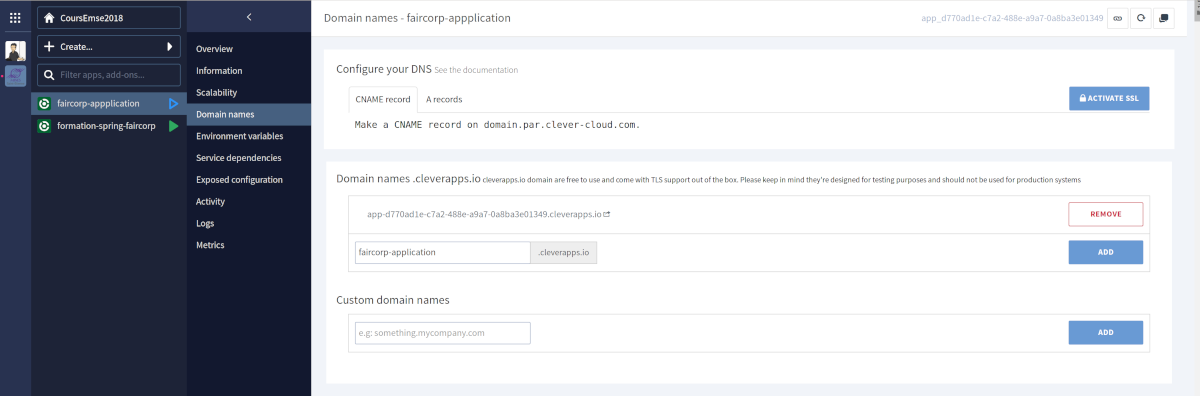 CoursEmse2018
Create...
Filter apps, add-ons...
faircorp-appplication
formation-spring-faircorp
Overview
Information
Scalability
Domain names
Environment variables
Service dependencies
Exposed configuration
Activity
Logs
Metrics
Domain names - faircorp-appplication
app_d770ad1e-c7a2-488e-a9a7-0a8ba3e01349
Configure your DNS See the documentation
CNAME record A records
ACTIVATE SSL
Make a CNAME record on domain.par.clever-cloud.com.
Domain names .cleverapps.io cleverapps.io domain are free to use and come with TLS support out of the box. Please keep in mind they're designed for testing purposes and should not be used for production systems
app-d770ad1e-c7a2-488e-a9a7-0a8ba3e01349.cleverapps.io
REMOVE
faircorp-application .cleverapps.io
ADD
Custom domain names
e.g: something.mycompany.com
ADD